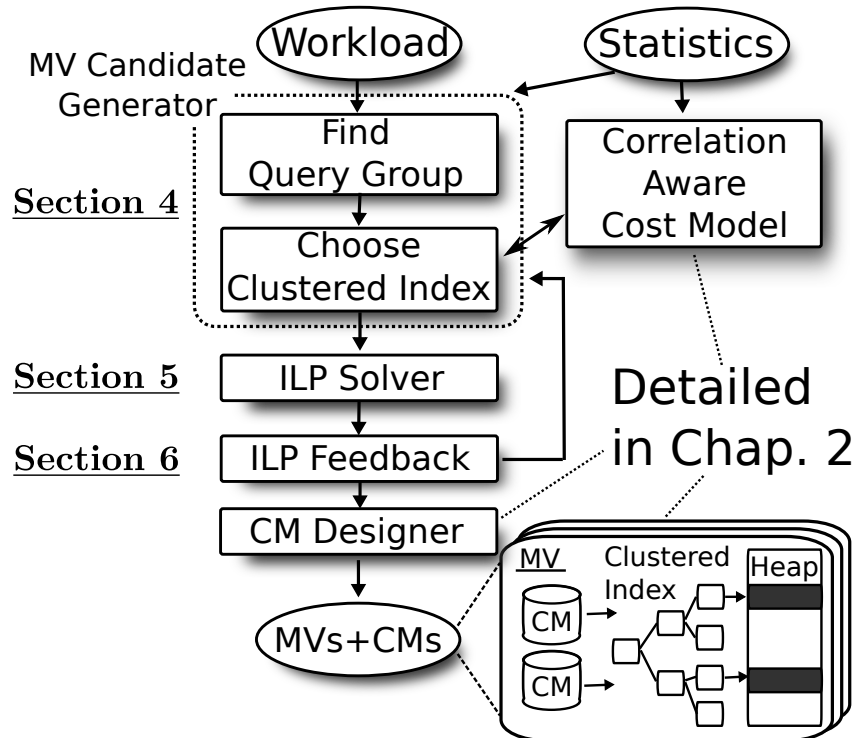 Workload
Statistics
MV Candidate
Generator
Find
Query Group
Correlation
Aware
Cost Model
Section 4
Choose
Clustered Index
Section 5
ILP Solver
Detailed
in Chap. 2
Section 6
ILP Feedback
CM Designer
MV
Clustered
Index
Heap
CM
CM
MVs+CMs